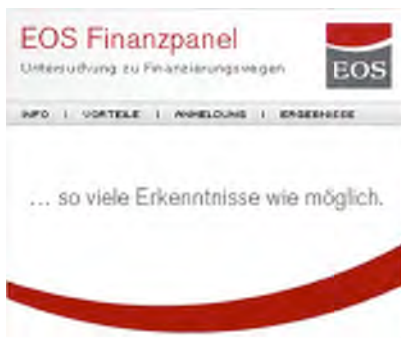 EOS Finanzpanel
Untersuchung zu Finanzierungswegen
EOS
INFO | VORTEILE | ANMELDUNG | ERGEBNISSE
... so viele Erkenntnisse wie möglich.